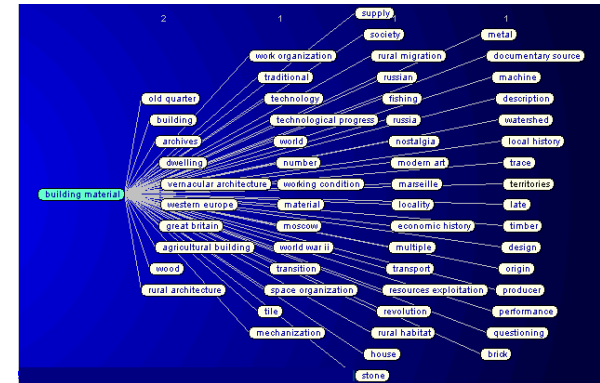 2 1 1 1
supply
society metal
work organization rural migration documentary source
traditional russian machine
old quarter technology fishing description
building technological progress russia watershed
archives world nostalgia local history
dwelling number modern art trace
vernacular architecture working condition marseille territories
building material
western europe material locality late
great britain moscow economic history timber
agricultural building world war ii multiple design
wood transition transport origin
rural architecture space organization resources exploitation producer
tile revolution performance
mechanization rural habitat questioning
house brick
stone